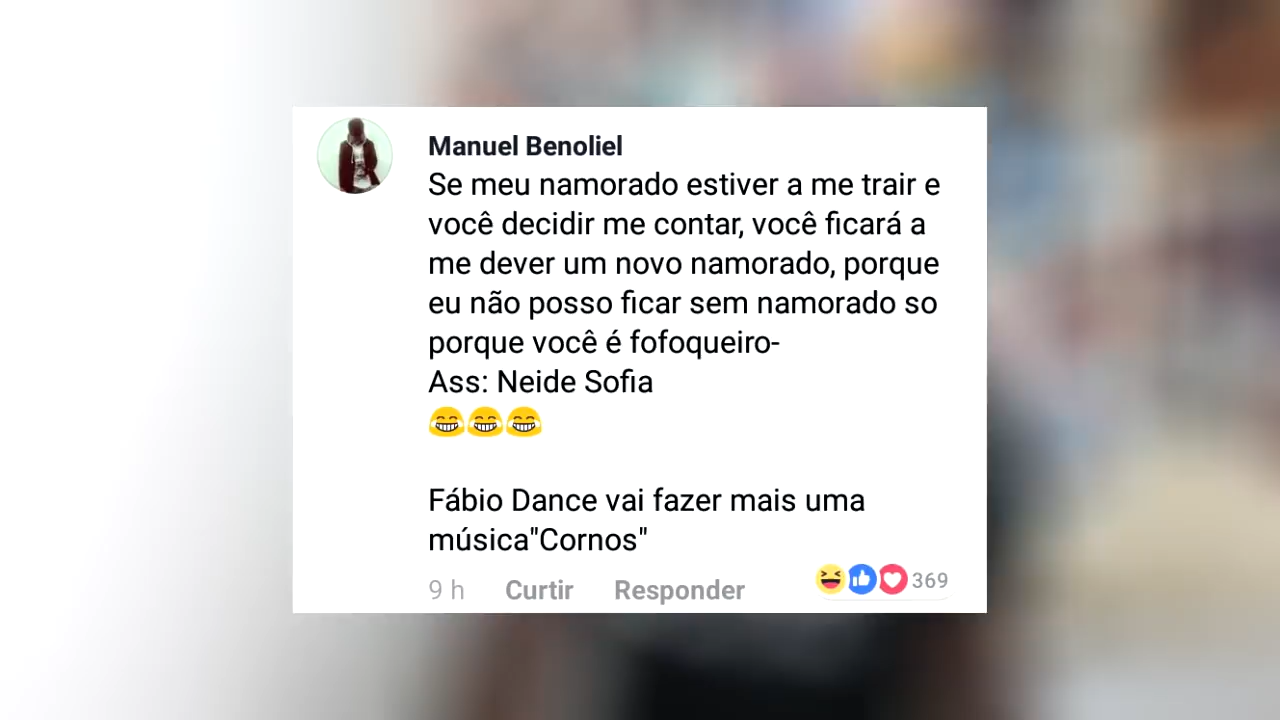 Manuel Benoliel
Se meu namorado estiver a me trair e
você decidir me contar, você ficará a
me dever um novo namorado, porque
eu não posso ficar sem namorado so
porque você é fofoqueiro-
Ass: Neide Sofia
😂😂😂
Fábio Dance vai fazer mais uma
música"Cornos"
9 h Curtir Responder 369